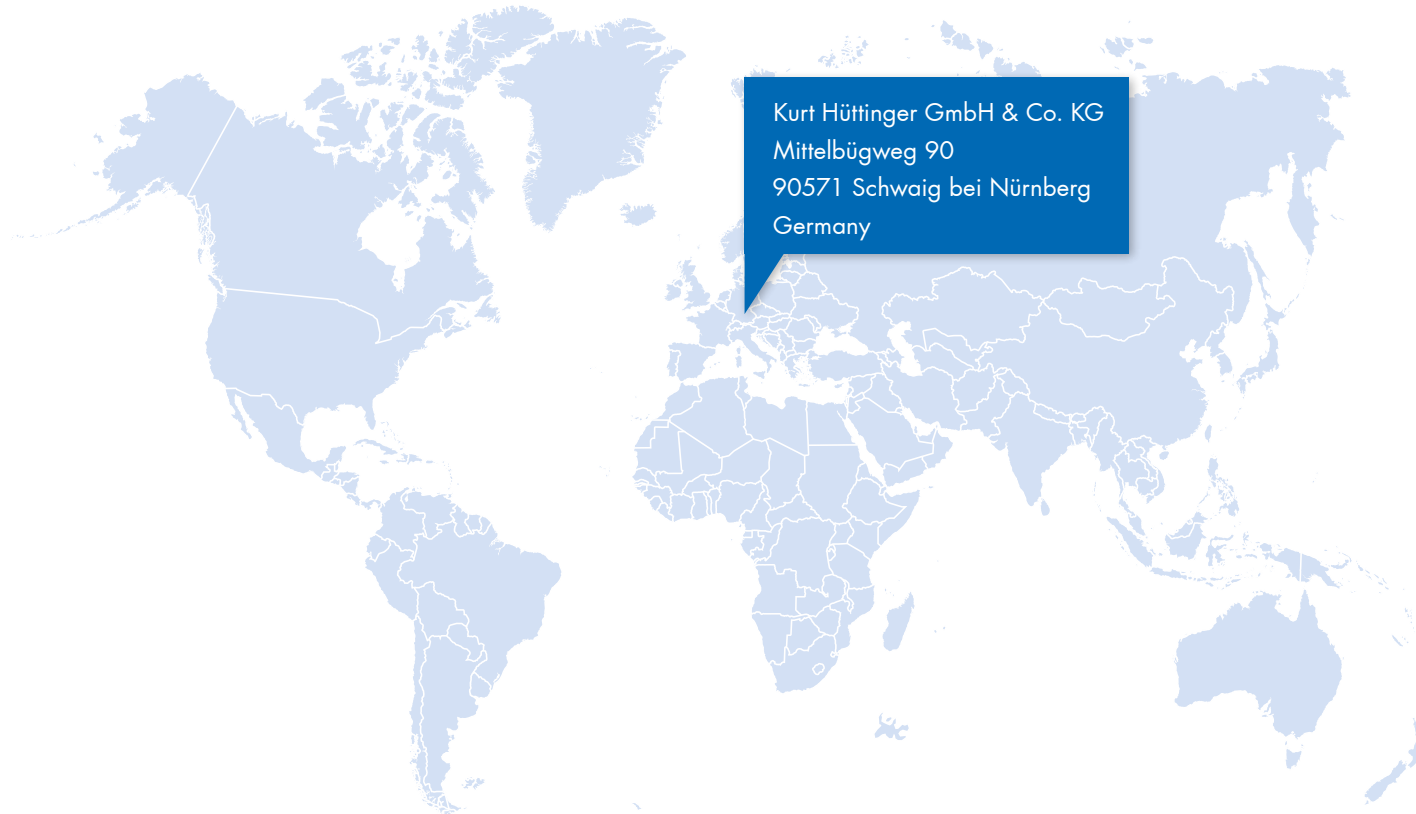 Kurt Hüttinger GmbH & Co. KG
Mittelbügweg 90
90571 Schwaig bei Nürnberg
Germany